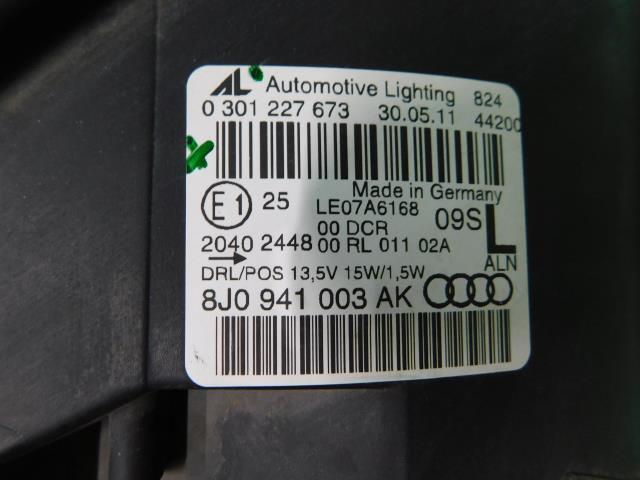 AL Automotive Lighting 824
0 301 227 673 30.05.11 44200
Made in Germany
E1 25 LE07A6168 09S L
00 DCR
2040 2448 00 RL 011 02A
ALN
DRL/POS 13,5V 15W/1,5W
8J0 941 003 AK